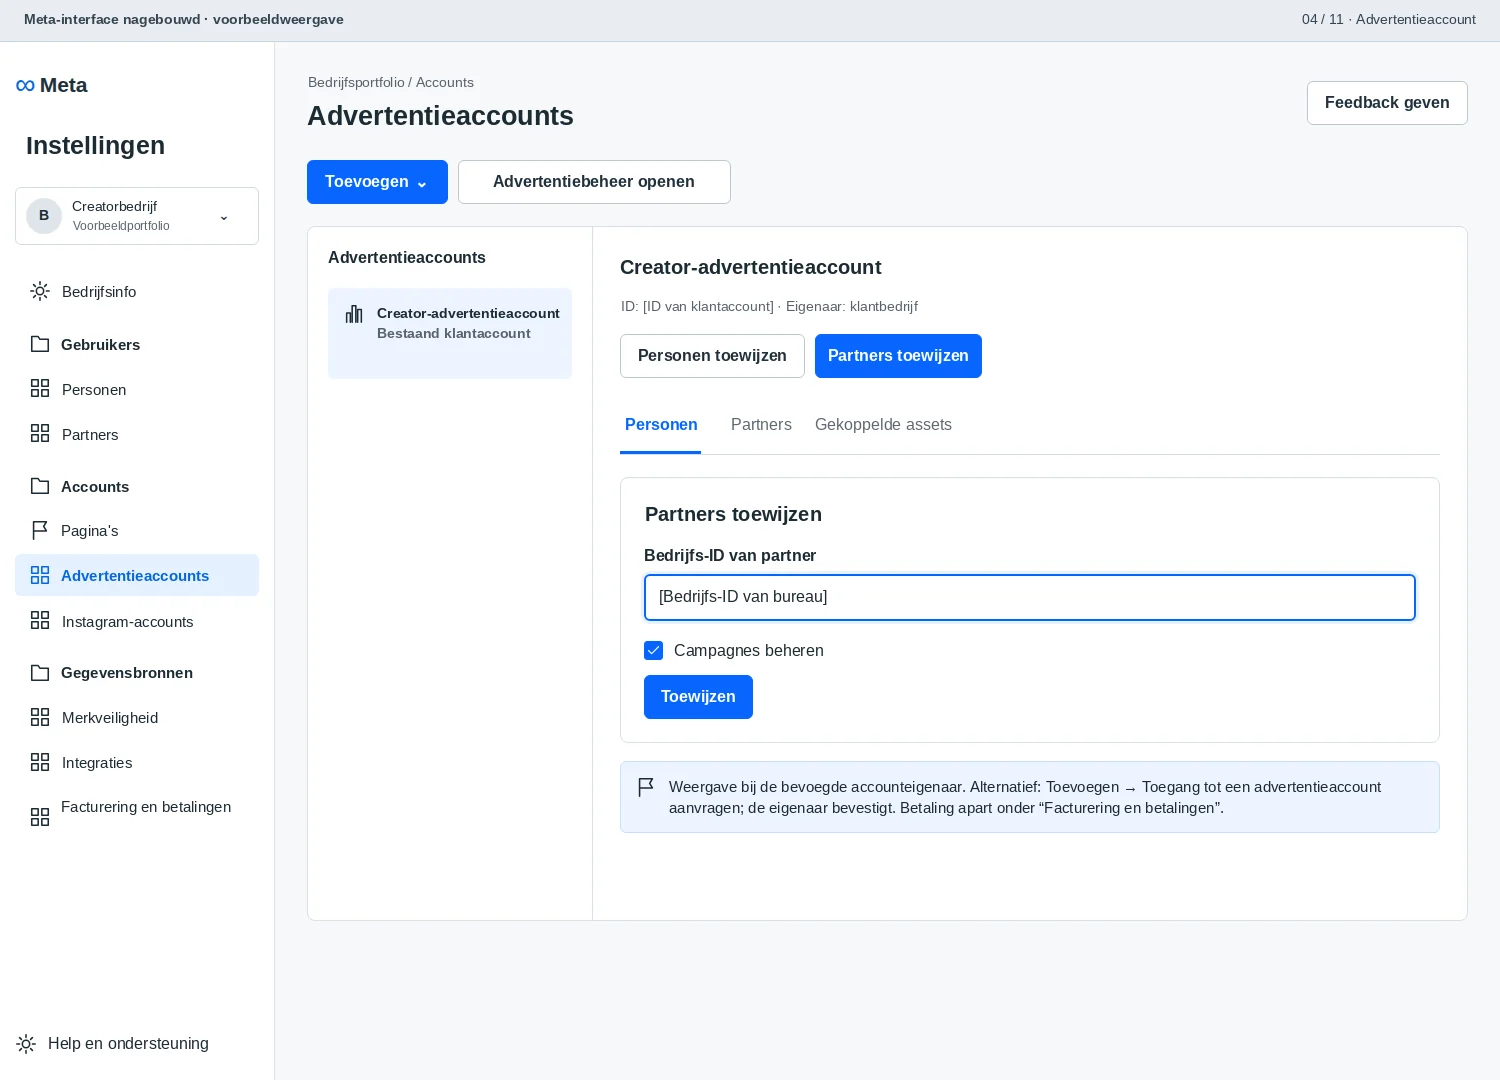 Meta-interface nagebouwd · voorbeeldweergave
04 / 11 · Advertentieaccount
Meta
Instellingen
B
Creatorbedrijf
Voorbeeldportfolio
Bedrijfsinfo
Gebruikers
Personen
Partners
Accounts
Pagina's
Advertentieaccounts
Instagram-accounts
Gegevensbronnen
Merkveiligheid
Integraties
Facturering en betalingen
Help en ondersteuning
Bedrijfsportfolio / Accounts
Advertentieaccounts
Feedback geven
Toevoegen
Advertentiebeheer openen
Advertentieaccounts
Creator-advertentieaccount
Bestaand klantaccount
Creator-advertentieaccount
ID: [ID van klantaccount] · Eigenaar: klantbedrijf
Personen toewijzen
Partners toewijzen
Personen
Partners
Gekoppelde assets
Partners toewijzen
Bedrijfs-ID van partner
[Bedrijfs-ID van bureau]
Campagnes beheren
Toewijzen
Weergave bij de bevoegde accounteigenaar. Alternatief: Toevoegen → Toegang tot een advertentieaccount
aanvragen; de eigenaar bevestigt. Betaling apart onder “Facturering en betalingen”.